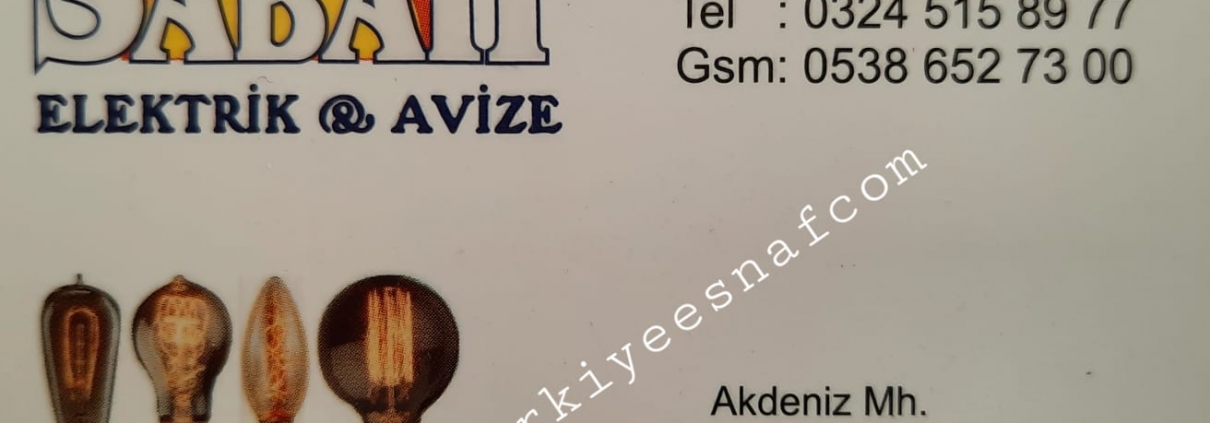 ELEKTRİK & AVİZE
Tel : 0324 515 89 77
Gsm: 0538 652 73 00
rkiyeesnafcom
Akdeniz Mh.